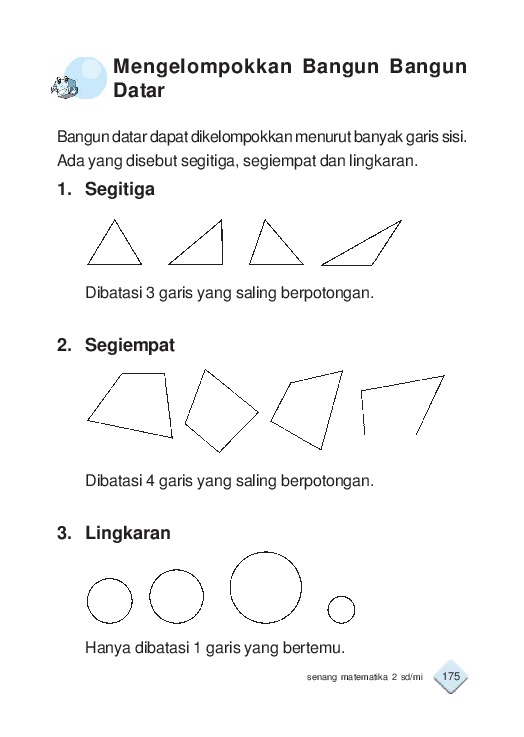 Mengelompokkan Bangun Bangun
Datar
Bangun datar dapat dikelompokkan menurut banyak garis sisi.
Ada yang disebut segitiga, segiempat dan lingkaran.
1. Segitiga
Dibatasi 3 garis yang saling berpotongan.
2. Segiempat
Dibatasi 4 garis yang saling berpotongan.
3. Lingkaran
Hanya dibatasi 1 garis yang bertemu.
senang matematika 2 sd/mi 175